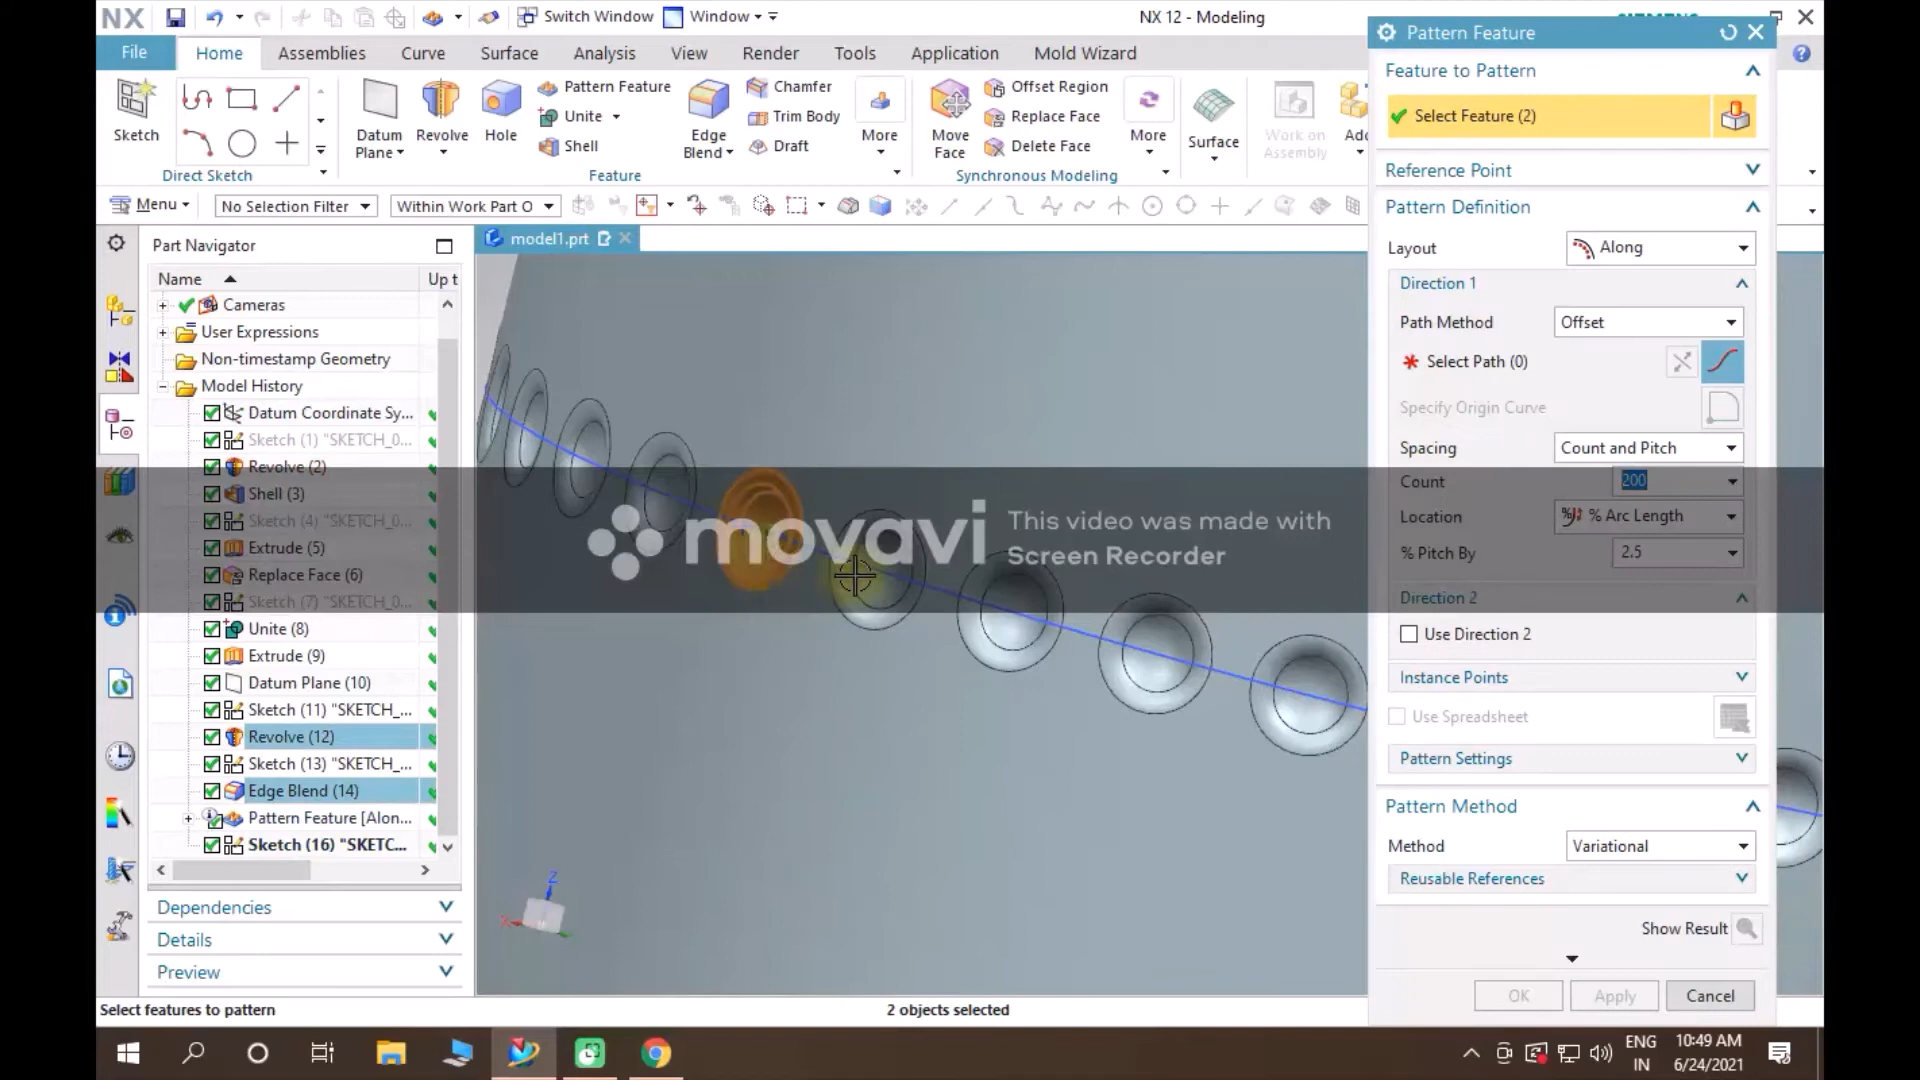 NX
Switch Window
Window
NX 12 - Modeling
File
Home
Assemblies
Curve
Surface
Analysis
View
Render
Tools
Application
Mold Wizard
Sketch
Direct Sketch
Datum
Plane
Revolve
Hole
Pattern Feature
Unite
Shell
Edge
Blend
Chamfer
Trim Body
Draft
More
Feature
Move
Face
Offset Region
Replace Face
Delete Face
More
Synchronous Modeling
Surface
Work on
Assembly
Menu
No Selection Filter
Within Work Part O
Part Navigator
Name
Up t
Cameras
User Expressions
Non-timestamp Geometry
Model History
Datum Coordinate Sy...
Sketch (1) "SKETCH_0...
Revolve (2)
Shell (3)
Sketch (4) "SKETCH_0...
Extrude (5)
Replace Face (6)
Sketch (7) "SKETCH_0...
Unite (8)
Extrude (9)
Datum Plane (10)
Sketch (11) "SKETCH_...
Revolve (12)
Sketch (13) "SKETCH_...
Edge Blend (14)
Pattern Feature [Alon...
Sketch (16) "SKETC...
Dependencies
Details
Preview
model1.prt
movavi
This video was made with
Screen Recorder
Z
X
Pattern Feature
Feature to Pattern
Select Feature (2)
Reference Point
Pattern Definition
Layout
Along
Direction 1
Path Method
Offset
Select Path (0)
Specify Origin Curve
Spacing
Count and Pitch
Count
200
Location
% Arc Length
% Pitch By
2.5
Direction 2
Use Direction 2
Instance Points
Use Spreadsheet
Pattern Settings
Pattern Method
Method
Variational
Reusable References
Show Result
OK
Apply
Cancel
Select features to pattern
2 objects selected
ENG
IN
10:49 AM
6/24/2021